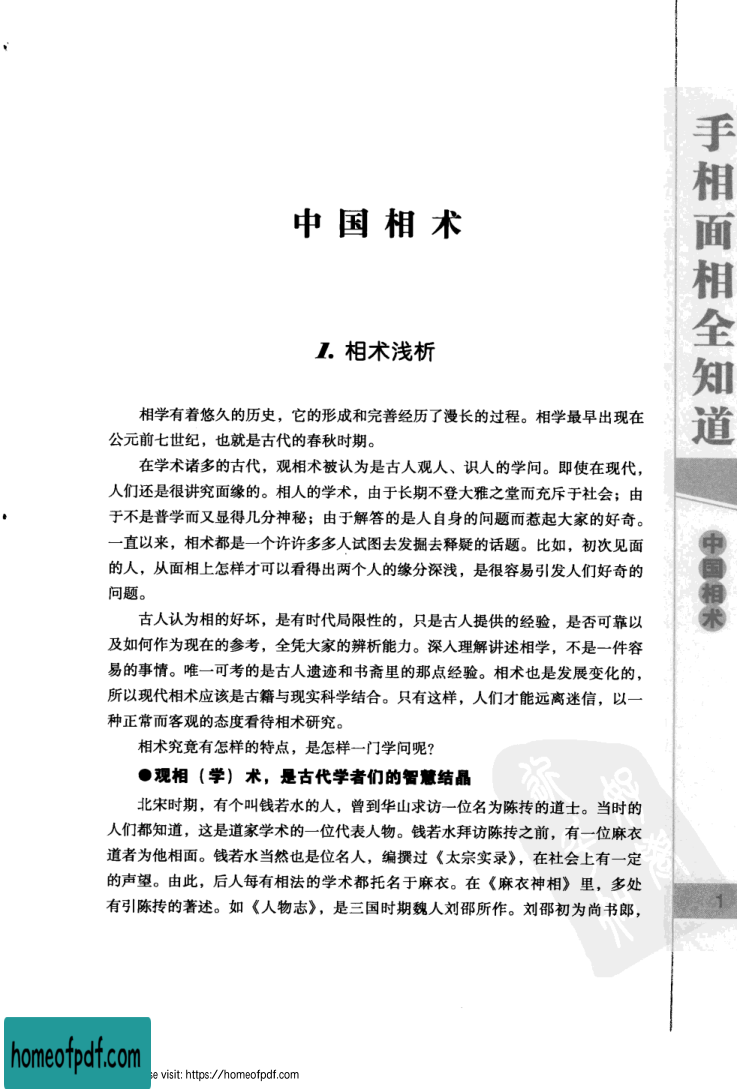 中国相术
1. 相术浅析
相学有着悠久的历史，它的形成和完善经历了漫长的过程。相学最早出现在
公元前七世纪，也就是古代的春秋时期。
在学术诸多的古代，观相术被认为是古人观人、识人的学问。即使在现代，
人们还是很讲究面缘的。相人的学术，由于长期不登大雅之堂而充斥于社会；由
于不是普学而又显得几分神秘；由于解答的是人自身的问题而惹起大家的好奇。
一直以来，相术都是一个许许多多人试图去发掘去释疑的话题。比如，初次见面
的人，从面相上怎样才可以看得出两个人的缘分深浅，是很容易引发人们好奇的
问题。
古人认为相的好坏，是有时代局限性的，只是古人提供的经验，是否可靠以
及如何作为现在的参考，全凭大家的辨析能力。深入理解讲述相学，不是一件容
易的事情。唯一可考的是古人遗迹和书斋里的那点经验。相术也是发展变化的，
所以现代相术应该是古籍与现实科学结合。只有这样，人们才能远离迷信，以一
种正常而客观的态度看待相术研究。
相术究竟有怎样的特点，是怎样一门学问呢？
●观相（学）术，是古代学者们的智慧结晶
北宋时期，有个叫钱若水的人，曾到华山求访一位名为陈抟的道士。当时的
人们都知道，这是道家学术的一位代表人物。钱若水拜访陈抟之前，有一位麻衣
道者为他相面。钱若水当然也是位名人，编撰过《太宗实录》，在社会上有一定
的声望。由此，后人每有相法的学术都托名于麻衣。在《麻衣神相》里，多处
有引陈抟的著述。如《人物志》，是三国时期魏人刘邵所作。刘邵初为尚书郎，
手相面相全知道
中国相术
1
homeofpdf.com
se visit: https://homeofpdf.com